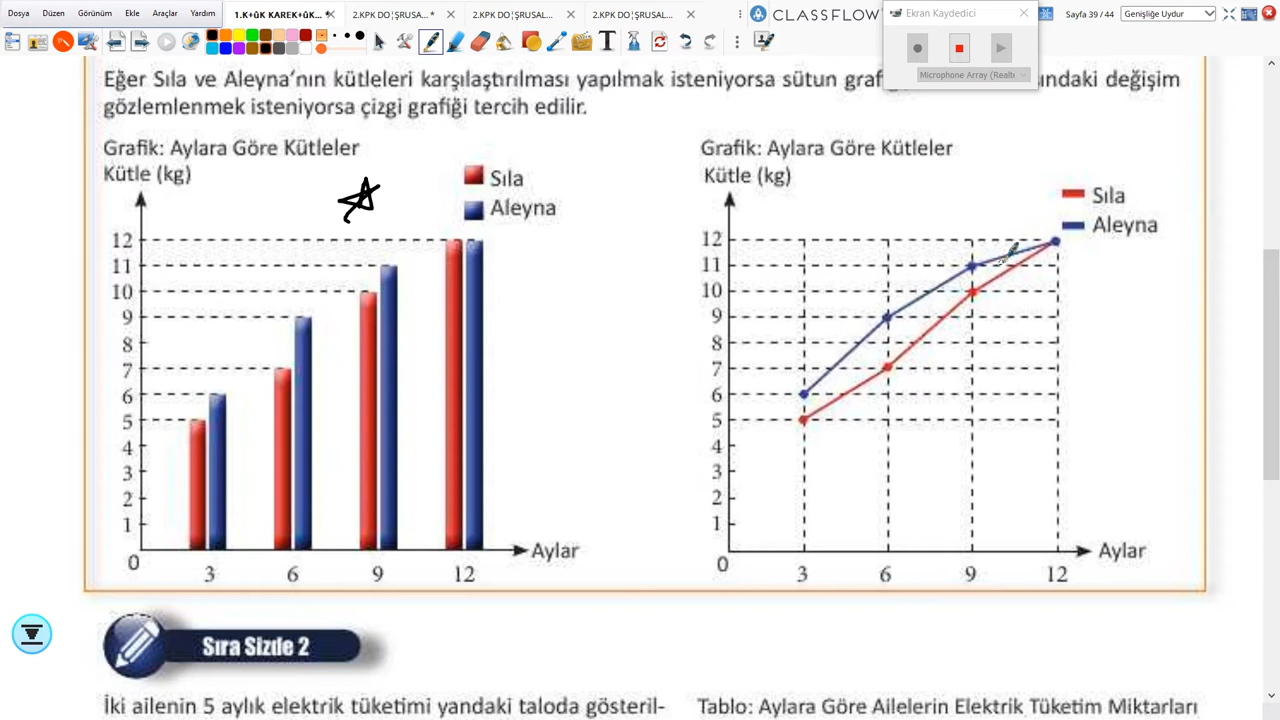 Dosya Düzen Görünüm Ekle Araçlar Yardım
CLASSFLOW
Ekran Kaydedici
Sayfa 39 / 44
Genişliğe Uydur
Microphone Array (Realt
Eğer Sıla ve Aleyna’nın kütleleri karşılaştırılması yapılmak isteniyorsa sütun değişim
gözlemlenmek isteniyorsa çizgi grafiği tercih edilir.
Grafik: Aylara Göre Kütleler
Kütle (kg)
Sıla
Aleyna
12
11
10
9
8
7
6
5
4
3
2
1
0
3 6 9 12
Aylar
Grafik: Aylara Göre Kütleler
Kütle (kg)
Sıla
Aleyna
12
11
10
9
8
7
6
5
4
3
2
1
0
3 6 9 12
Aylar
Sıra Sizde 2
İki ailenin 5 aylık elektrik tüketimi yandaki taloda gösteril-
Tablo: Aylara Göre Ailelerin Elektrik Tüketim Miktarları